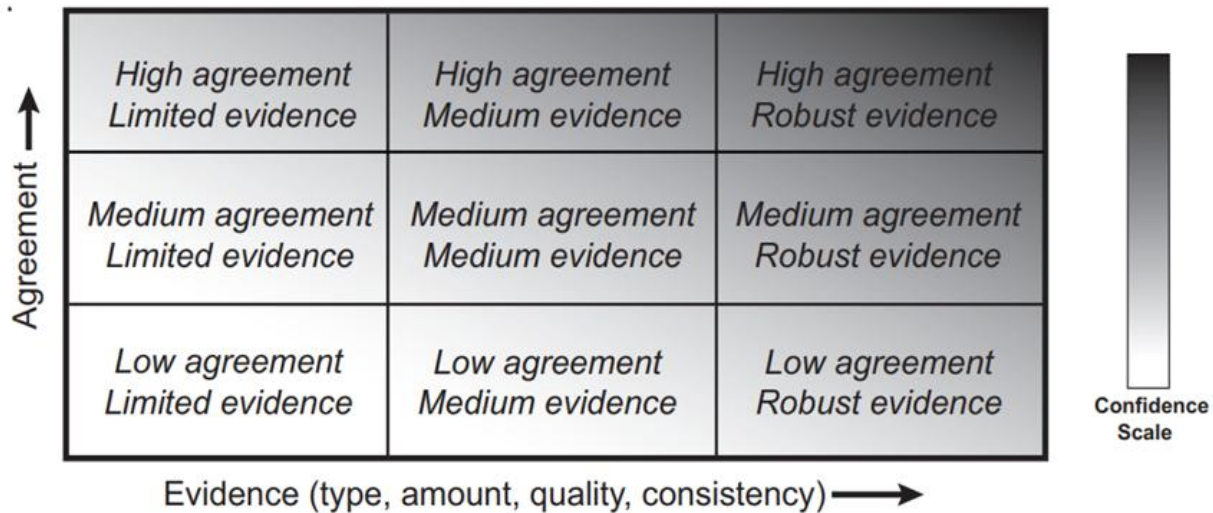 High agreement
Limited evidence
High agreement
Medium evidence
High agreement
Robust evidence
Medium agreement
Limited evidence
Medium agreement
Medium evidence
Medium agreement
Robust evidence
Low agreement
Limited evidence
Low agreement
Medium evidence
Low agreement
Robust evidence
Agreement
Evidence (type, amount, quality, consistency)
Confidence
Scale